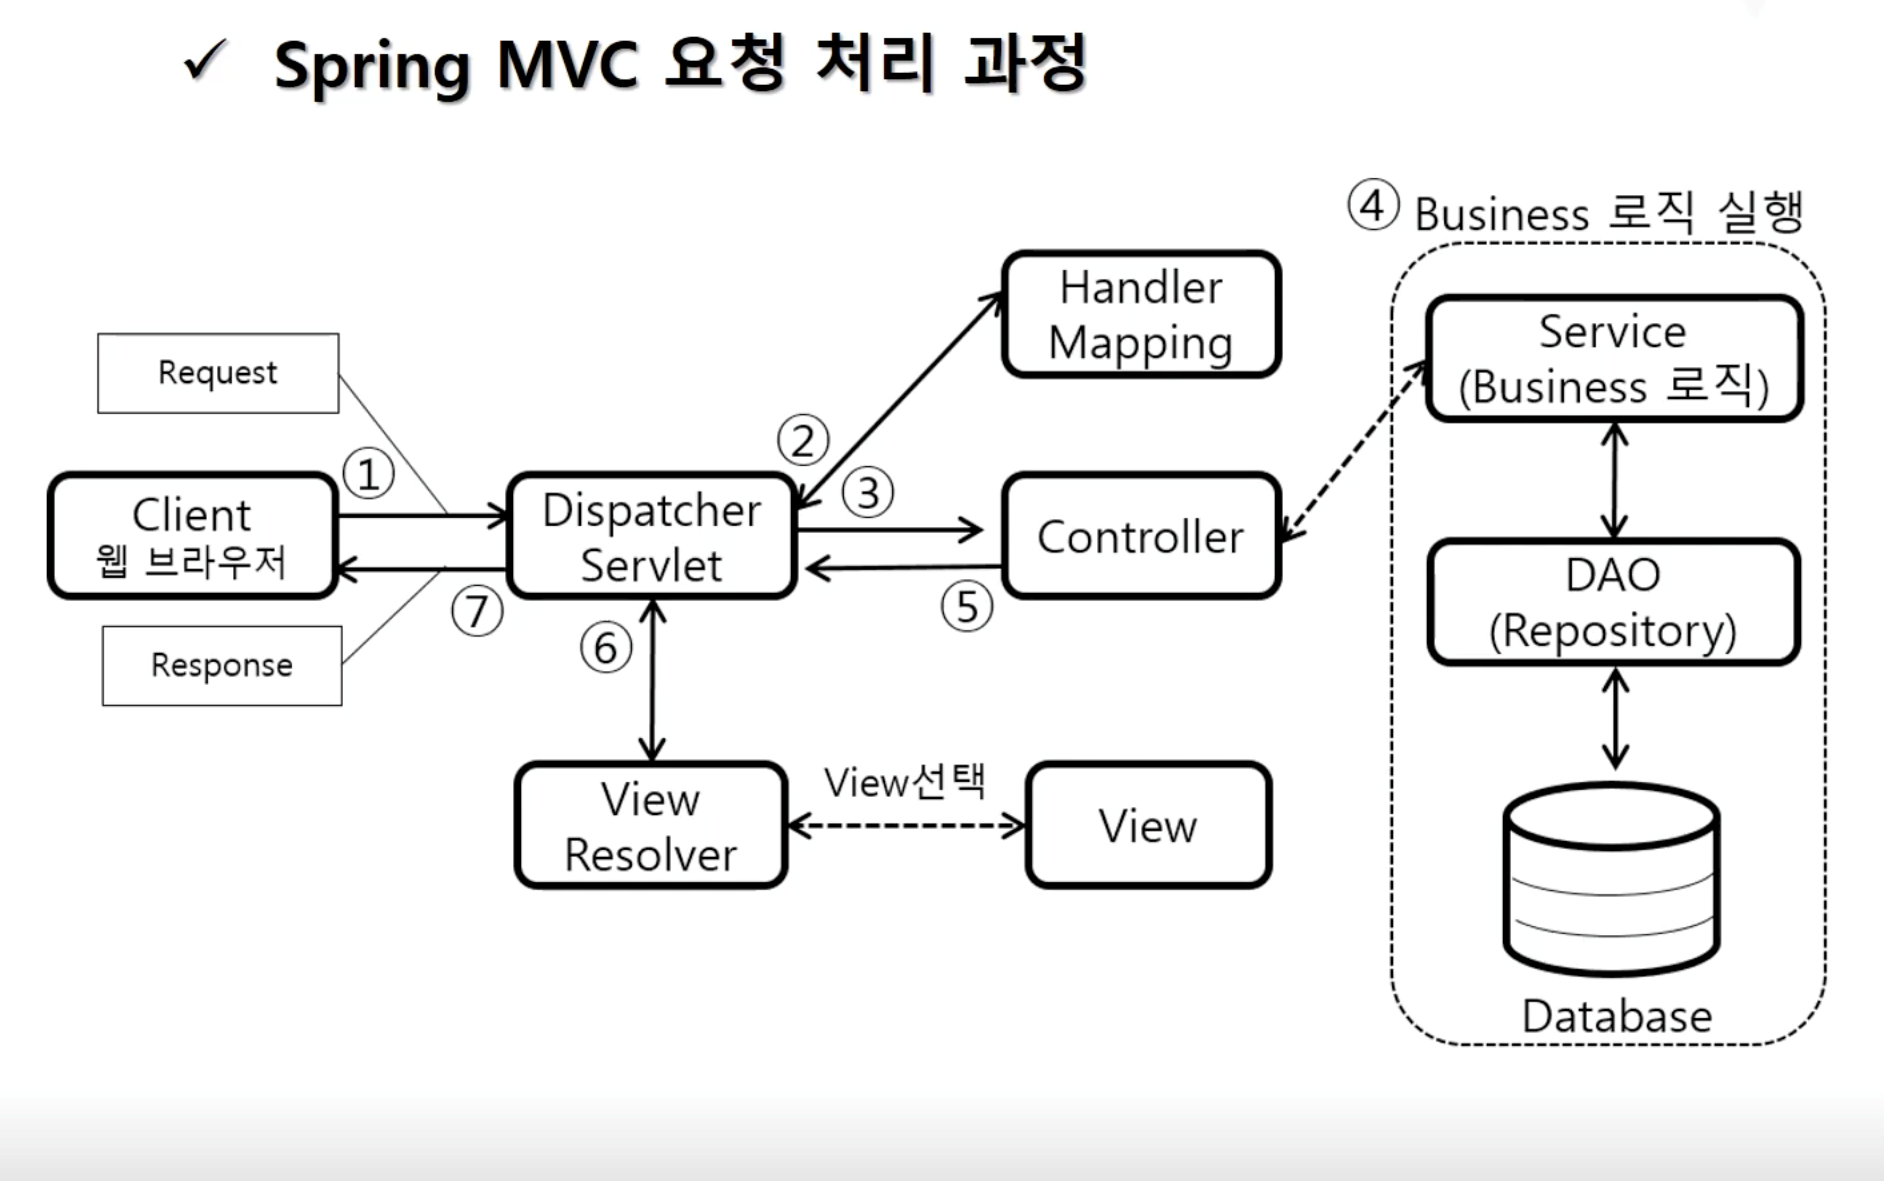 ✓ Spring MVC 요청 처리 과정
④ Business 로직 실행
Handler
Mapping
Service
(Business 로직)
Request
②
①
③
Client
웹 브라우저
Dispatcher
Servlet
Controller
DAO
(Repository)
⑦
⑤
⑥
Response
View선택
View
Resolver
View
Database